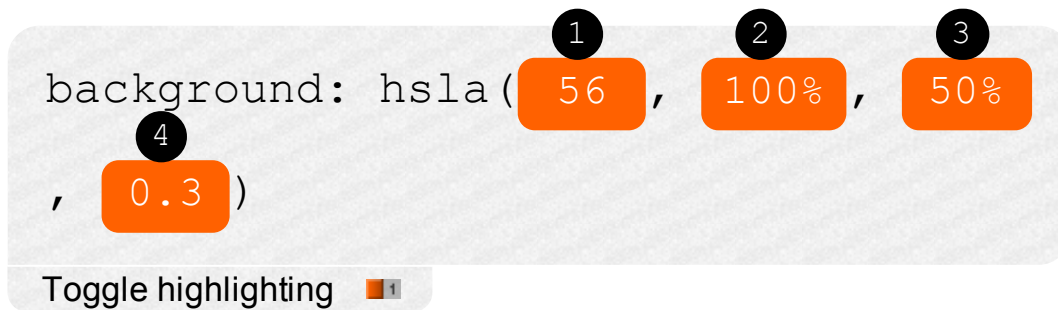 1 2 3
background: hsla( 56 , 100% , 50%
4
, 0.3 )
Toggle highlighting 1